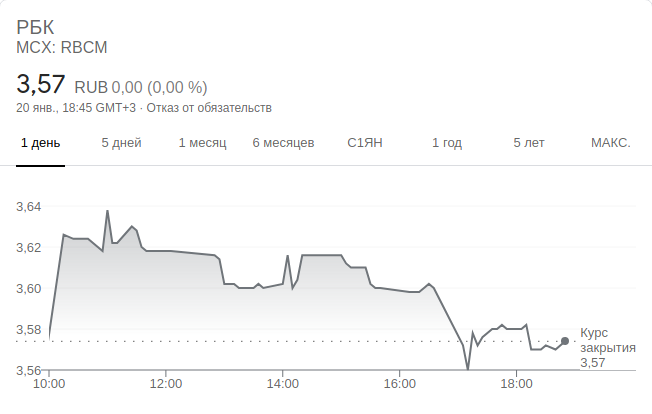 РБК
MCX: RBCM
3,57 RUB 0,00 (0,00 %)
20 янв., 18:45 GMT+3 · Отказ от обязательств
1 день 5 дней 1 месяц 6 месяцев С1ЯН 1 год 5 лет МАКС.
3,64
3,62
3,60
3,58
3,56
Курс
закрытия
3,57
10:00 12:00 14:00 16:00 18:00